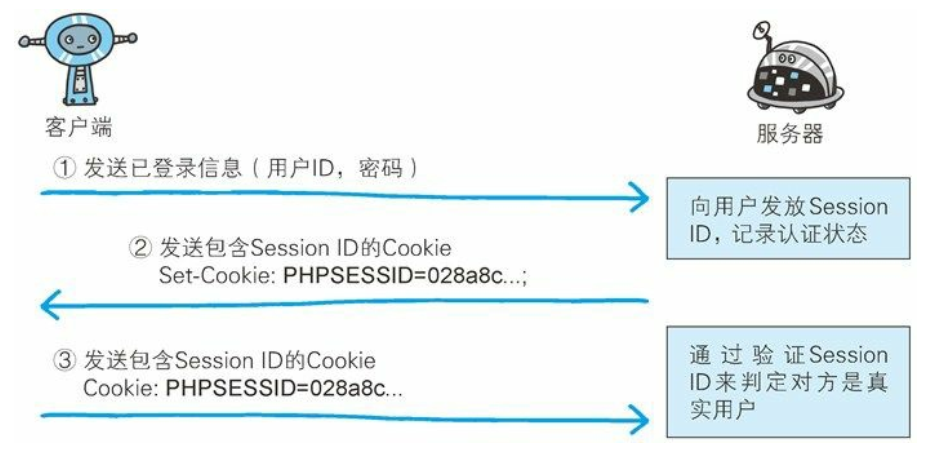 客户端
服务器
① 发送已登录信息（用户ID，密码）
向用户发放Session
ID，记录认证状态
② 发送包含Session ID的Cookie
Set-Cookie: PHPSESSID=028a8c...;
③ 发送包含Session ID的Cookie
Cookie: PHPSESSID=028a8c...
通过验证Session
ID来判定对方是真
实用户